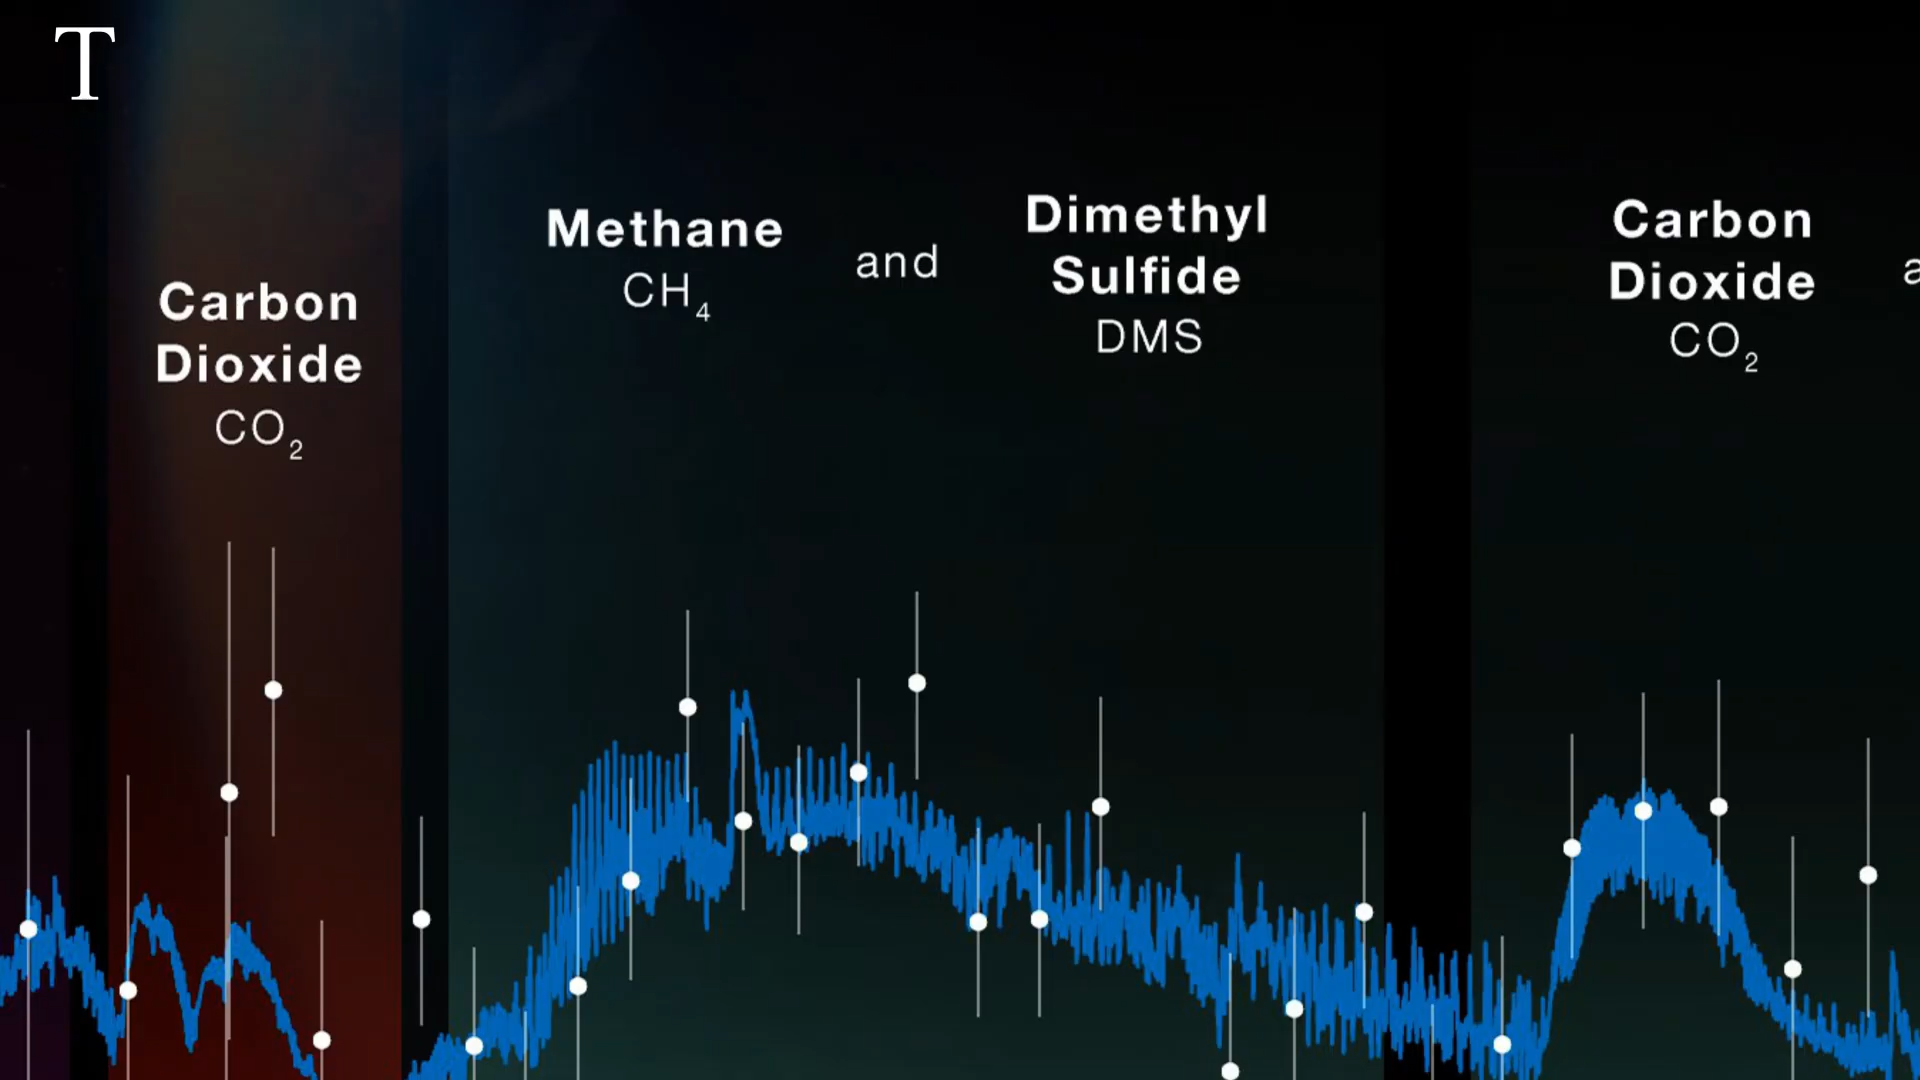 T
Carbon
Dioxide
CO₂
Methane
CH₄
and
Dimethyl
Sulfide
DMS
Carbon
Dioxide
CO₂
a